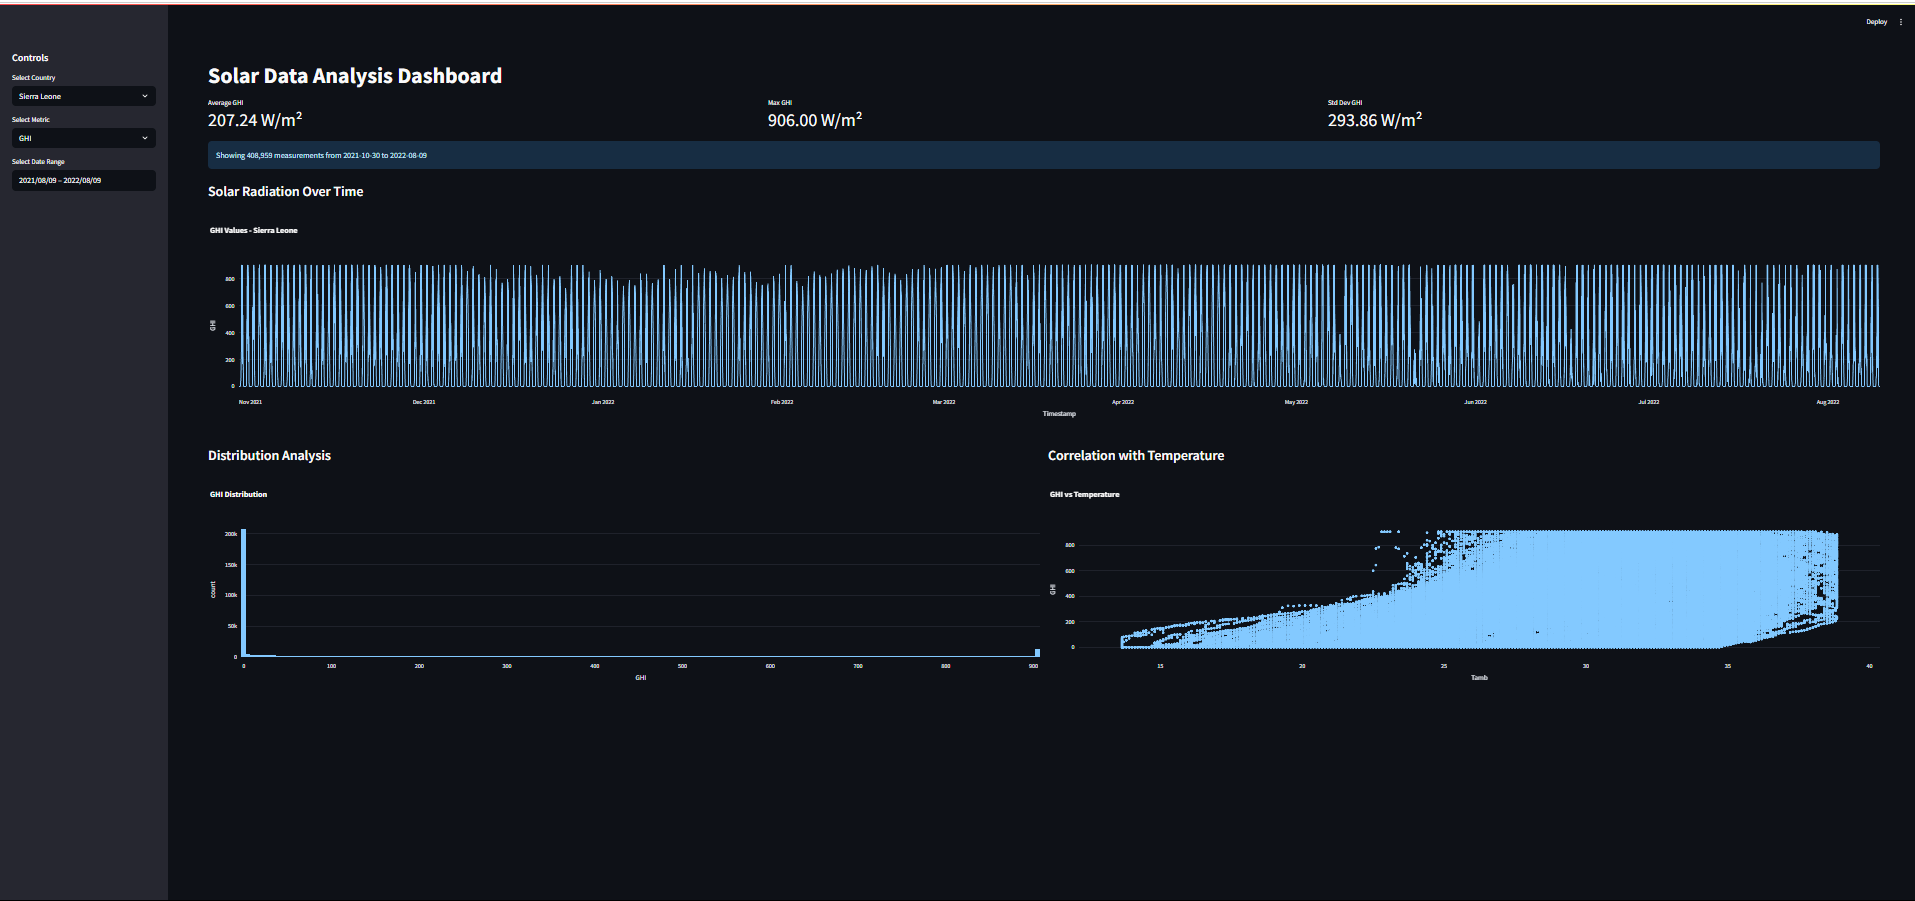 Deploy
Controls
Select Country
Sierra Leone
Select Metric
GHI
Select Date Range
2021/08/09 – 2022/08/09
Solar Data Analysis Dashboard
Average GHI
Max GHI
Std Dev GHI
207.24 W/m²
906.00 W/m²
293.86 W/m²
Showing 408,959 measurements from 2021-10-30 to 2022-08-09
Solar Radiation Over Time
GHI Values - Sierra Leone
800
600
400
200
0
GHI
Nov 2021
Dec 2021
Jan 2022
Feb 2022
Mar 2022
Apr 2022
May 2022
Jun 2022
Jul 2022
Aug 2022
Timestamp
Distribution Analysis
GHI Distribution
200k
150k
100k
50k
0
count
0
100
200
300
400
500
600
700
800
900
GHI
Correlation with Temperature
GHI vs Temperature
800
600
400
200
0
GHI
15
20
25
30
35
40
Tamb